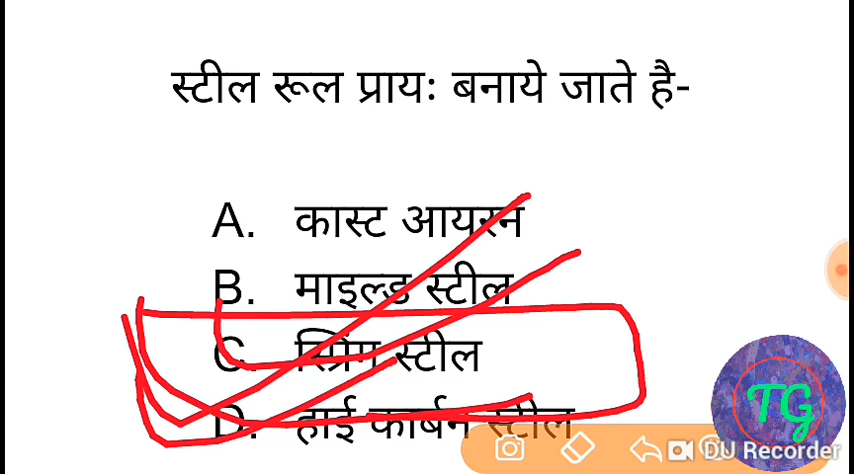 स्टील रूल प्रायः बनाये जाते है-
A. कास्ट आयरन
B. माइल्ड स्टील
C. स्प्रिंग स्टील
D. हाई कार्बन स्टील
TG
DU Recorder